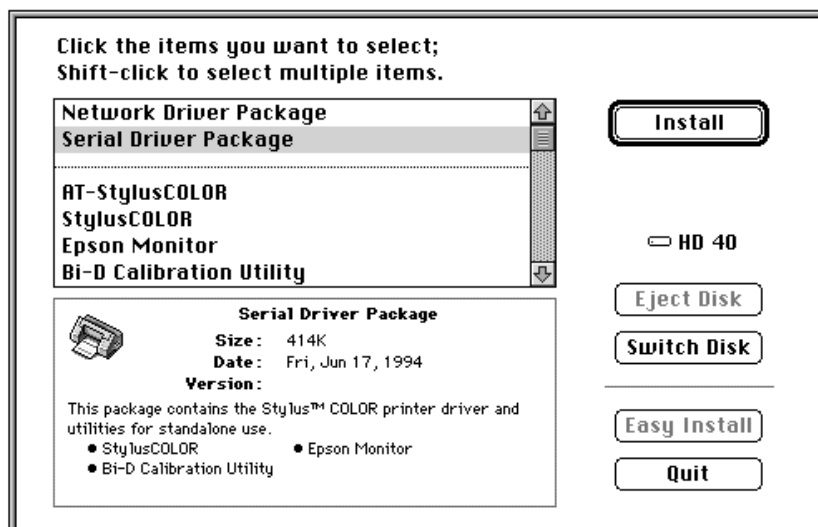 Click the items you want to select;
Shift-click to select multiple items.
Network Driver Package
Serial Driver Package
AT-StylusCOLOR
StylusCOLOR
Epson Monitor
Bi-D Calibration Utility
Install
HD 40
Eject Disk
Switch Disk
Easy Install
Quit
Serial Driver Package
Size: 414K
Date: Fri, Jun 17, 1994
Version:
This package contains the Stylus™ COLOR printer driver and
utilities for standalone use.
● StylusCOLOR ● Epson Monitor
● Bi-D Calibration Utility